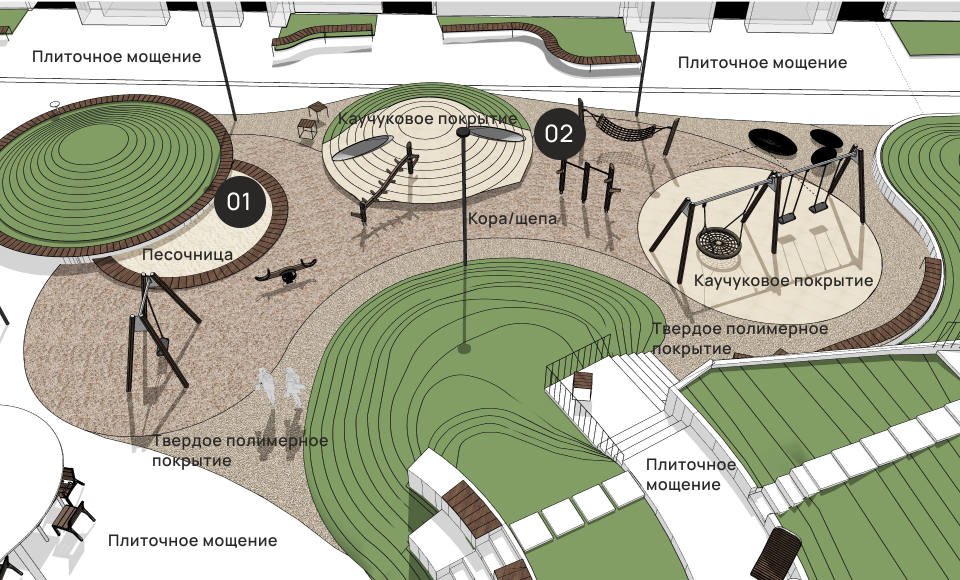 Плиточное мощение
Плиточное мощение
Каучуковое покрытие
02
01
Кора/щепа
Песочница
Каучуковое покрытие
Твердое полимерное
покрытие
Твердое полимерное
покрытие
Плиточное
мощение
Плиточное мощение